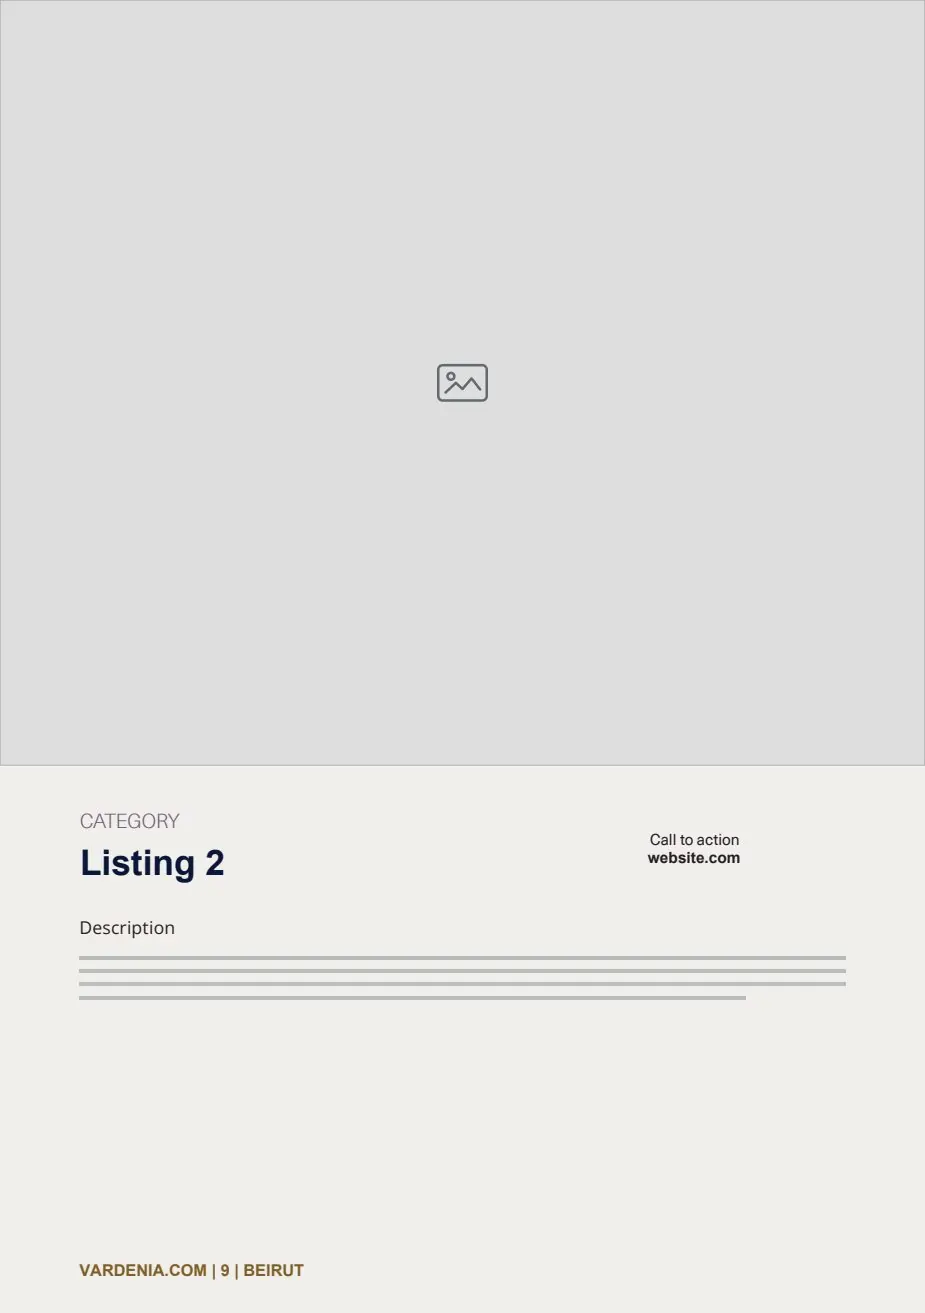 CATEGORY
Listing 2
Call to action
website.com
Description
VARDENIA.COM | 9 | BEIRUT